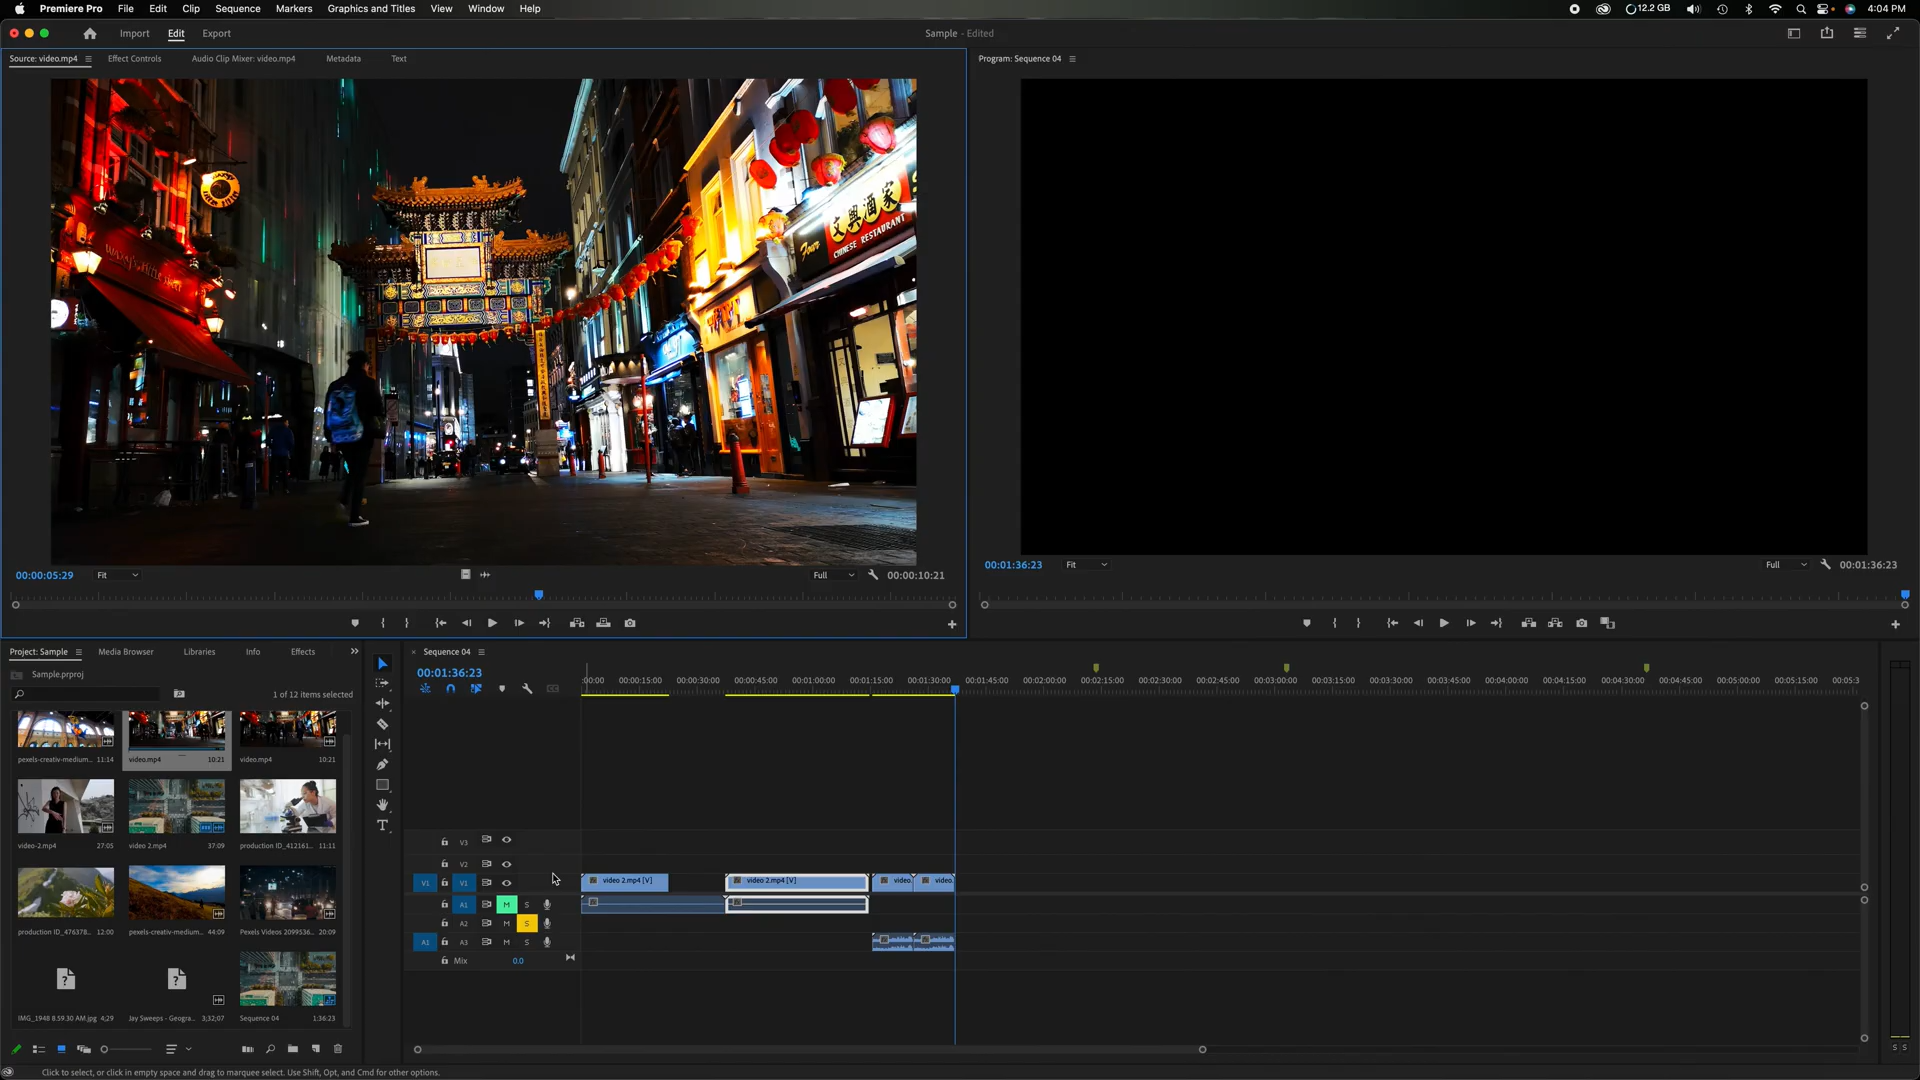 Premiere Pro File Edit Clip Sequence Markers Graphics and Titles View Window Help 12.2 GB 4:04 PM
Import Edit Export Sample - Edited
Source: video.mp4 Effect Controls Audio Clip Mixer: video.mp4 Metadata Text
Program: Sequence 04
文興酒家
Four
CHINESE RESTAURANT
00:00:05:29 Fit Full 00:00:10:21
00:01:36:23 Fit Full 00:01:36:23
Project: Sample Media Browser Libraries Info Effects
Sample.prproj
1 of 12 items selected
pexels-creativ-medium... 11:14
video.mp4 10:21
video.mp4 10:21
video-2.mp4 27:05
video 2.mp4 37:09
production ID_412161... 11:11
production ID_476378... 12:00
pexels-creativ-medium... 44:09
Pexels Videos 2099536... 20:09
IMG_1948 8.59.30 AM.jpg 4;29
Jay Sweeps - Geogra... 3;32;07
Sequence 04 1:36:23
Sequence 04
00:01:36:23
:00:00 00:00:15:00 00:00:30:00 00:00:45:00 00:01:00:00 00:01:15:00 00:01:30:00 00:01:45:00 00:02:00:00 00:02:15:00 00:02:30:00 00:02:45:00 00:03:00:00 00:03:15:00 00:03:30:00 00:03:45:00 00:04:00:00 00:04:15:00 00:04:30:00 00:04:45:00 00:05:00:00 00:05:15:00 00:05:3
V3
V2
V1 V1 video 2.mp4 [V] video 2.mp4 [V] video. video.
A1 M S
A2 M S
A1 A3 M S
Mix 0.0
S S
Click to select, or click in empty space and drag to marquee select. Use Shift, Opt, and Cmd for other options.